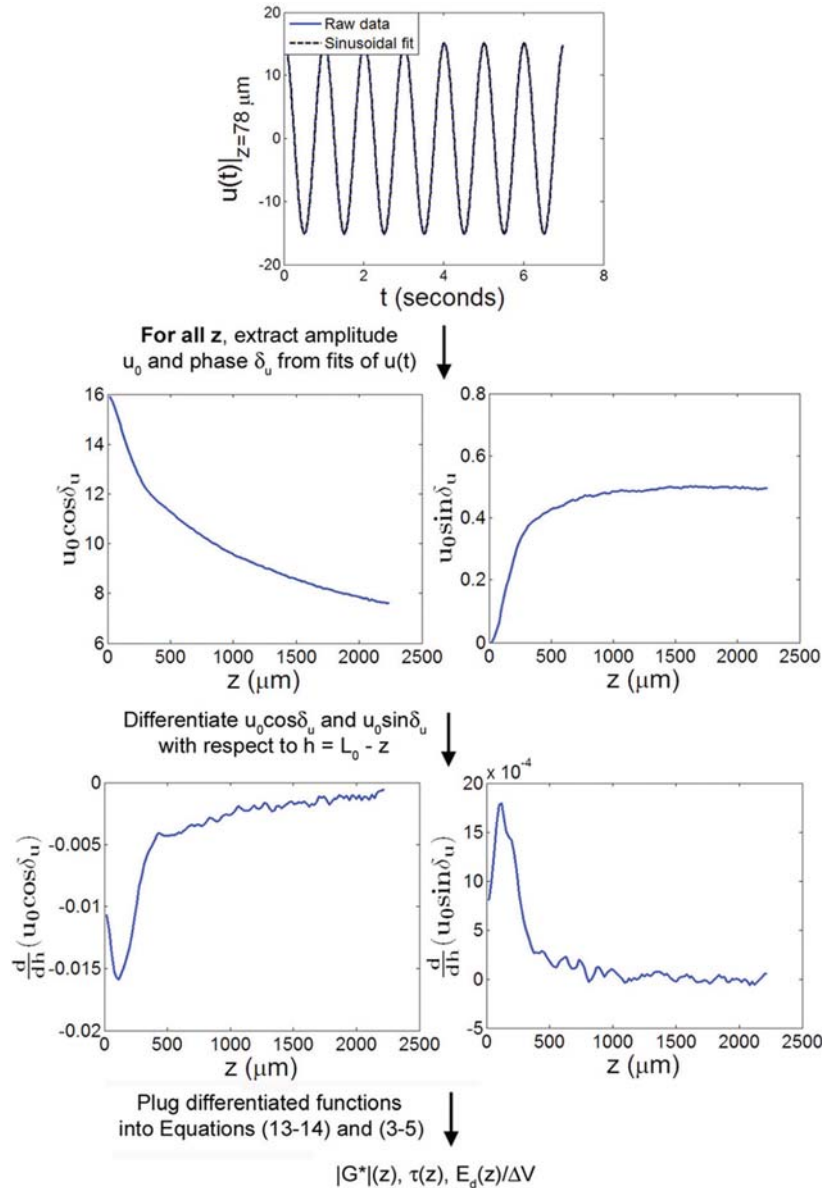 Raw data
Sinusoidal fit
20
10
0
-10
-20
u(t)|z=78 μm
0 2 4 6 8
t (seconds)
For all z, extract amplitude
u0 and phase δu from fits of u(t)
16
14
12
10
8
6
u0cosδu
0 500 1000 1500 2000 2500
z (μm)
0.8
0.6
0.4
0.2
0
u0sinδu
0 500 1000 1500 2000 2500
z (μm)
Differentiate u0cosδu and u0sinδu
with respect to h = L0 - z
0
-0.005
-0.01
-0.015
-0.02
d/dh (u0cosδu)
0 500 1000 1500 2000 2500
z (μm)
x 10-4
20
15
10
5
0
-5
d/dh (u0sinδu)
0 500 1000 1500 2000 2500
z (μm)
Plug differentiated functions
into Equations (13-14) and (3-5)
|G*|(z), τ(z), Ed(z)/ΔV